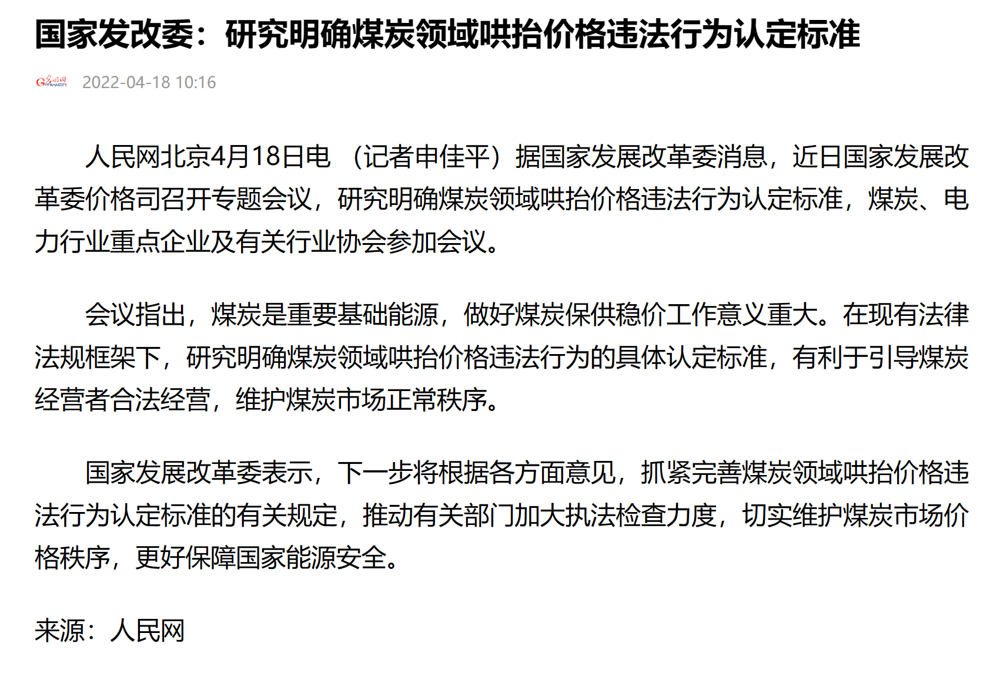 国家发改委：研究明确煤炭领域哄抬价格违法行为认定标准
光明网 GMW.CN 2022-04-18 10:16
人民网北京4月18日电 （记者申佳平）据国家发展改革委消息，近日国家发展改
革委价格司召开专题会议，研究明确煤炭领域哄抬价格违法行为认定标准，煤炭、电
力行业重点企业及有关行业协会参加会议。
会议指出，煤炭是重要基础能源，做好煤炭保供稳价工作意义重大。在现有法律
法规框架下，研究明确煤炭领域哄抬价格违法行为的具体认定标准，有利于引导煤炭
经营者合法经营，维护煤炭市场正常秩序。
国家发展改革委表示，下一步将根据各方面意见，抓紧完善煤炭领域哄抬价格违
法行为认定标准的有关规定，推动有关部门加大执法检查力度，切实维护煤炭市场价
格秩序，更好保障国家能源安全。
来源：人民网